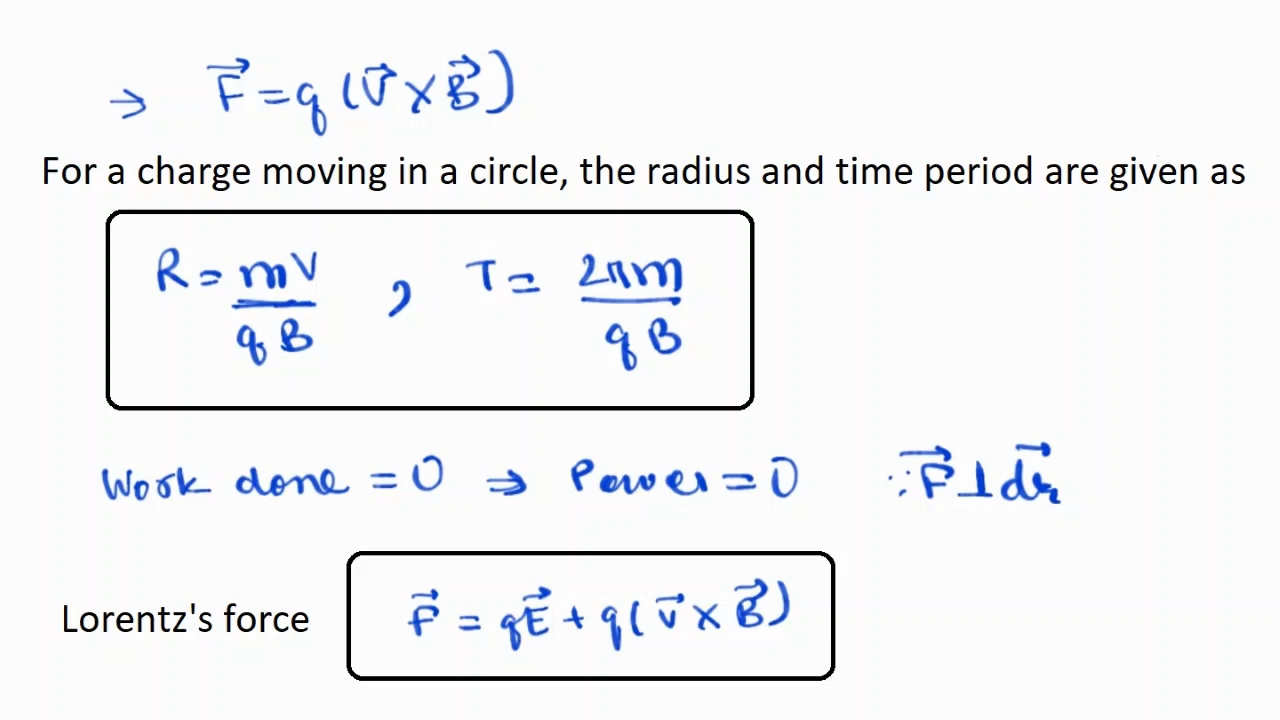 → F⃗ = q (V⃗ × B⃗)
For a charge moving in a circle, the radius and time period are given as
R = mV/qB , T = 2πm/qB
Work done = 0 ⇒ Power = 0 ∵ F⃗ ⊥ dr⃗
Lorentz's force F⃗ = qE⃗ + q(v⃗ × B⃗)